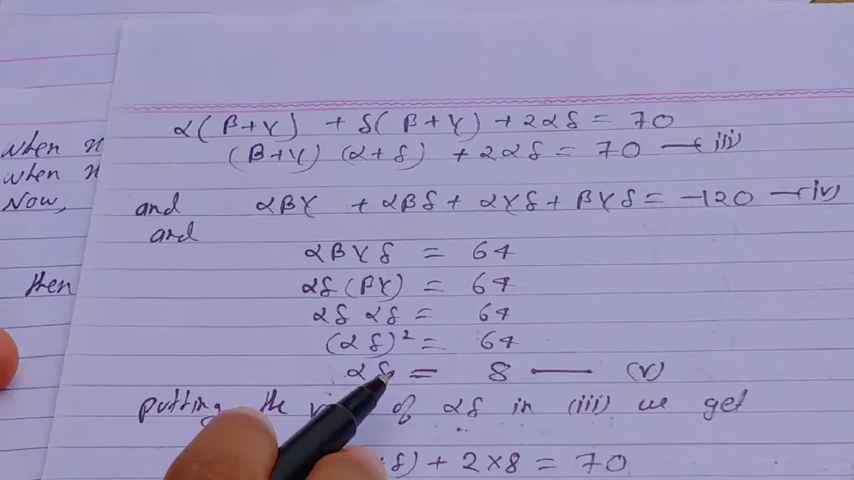 when
when
Now,
then
α(β+γ) + δ(β+γ) + 2αδ = 70
(β+γ) (α+δ) + 2αδ = 70 — (iii)
and αβγ + αβδ + αγδ + βγδ = -120 — (iv)
and
αβγδ = 64
αδ(βγ) = 64
αδ αδ = 64
(αδ)² = 64
αδ = 8 — (v)
putting the of αδ in (iii) we get
δ) + 2×8 = 70